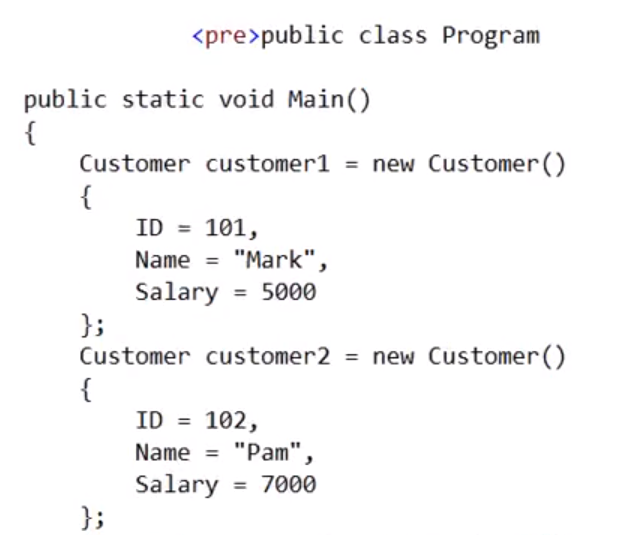 <pre>public class Program
public static void Main()
{
Customer customer1 = new Customer()
{
ID = 101,
Name = "Mark",
Salary = 5000
};
Customer customer2 = new Customer()
{
ID = 102,
Name = "Pam",
Salary = 7000
};